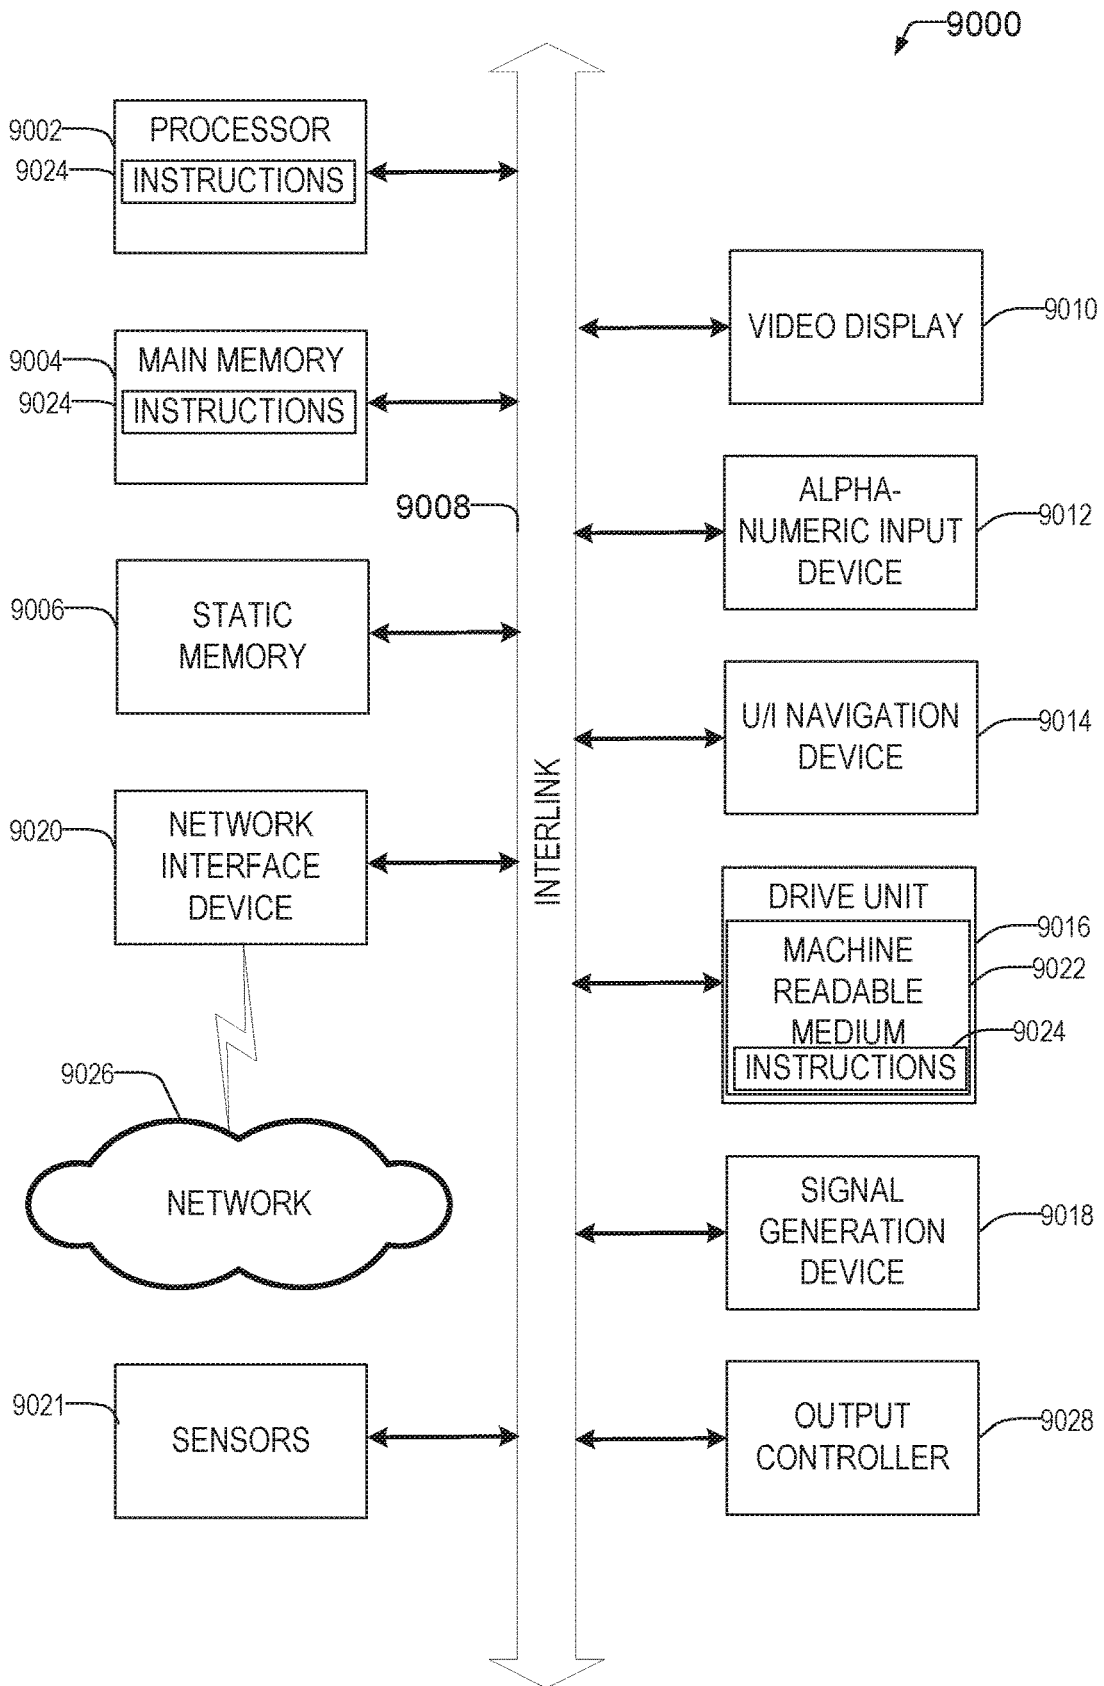 9000
9002
PROCESSOR
9024
INSTRUCTIONS
9004
MAIN MEMORY
9024
INSTRUCTIONS
9008
9006
STATIC
MEMORY
9020
NETWORK
INTERFACE
DEVICE
9026
NETWORK
9021
SENSORS
INTERLINK
VIDEO DISPLAY
9010
ALPHA-
NUMERIC INPUT
DEVICE
9012
U/I NAVIGATION
DEVICE
9014
DRIVE UNIT
9016
MACHINE
READABLE
MEDIUM
9022
9024
INSTRUCTIONS
SIGNAL
GENERATION
DEVICE
9018
OUTPUT
CONTROLLER
9028